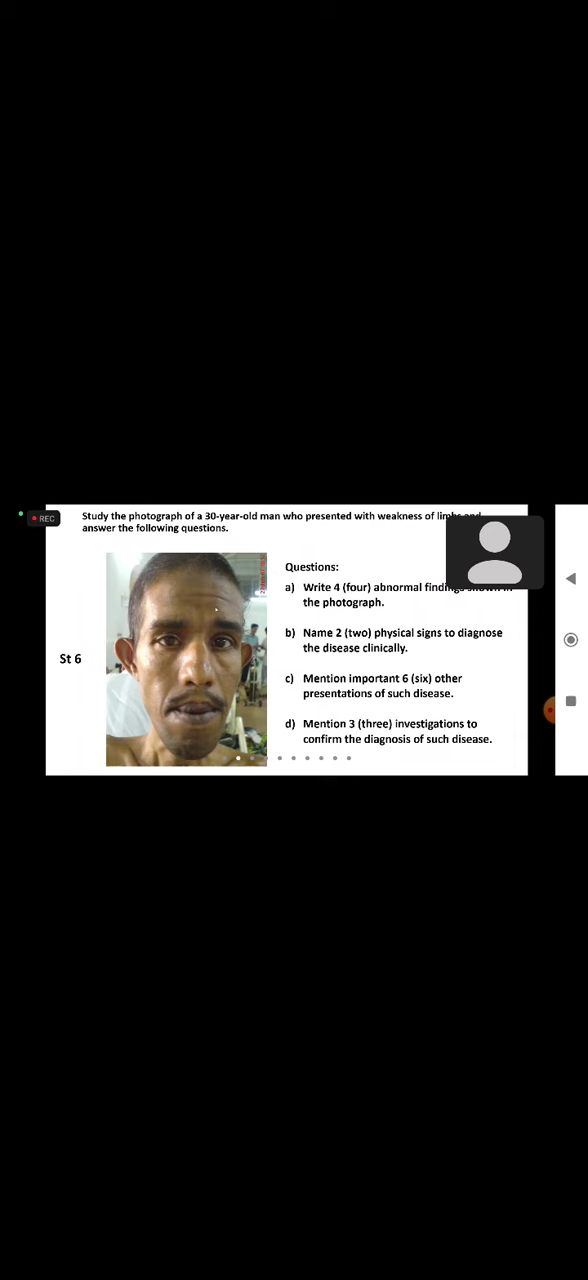 REC
Study the photograph of a 30-year-old man who presented with weakness of limbs and
answer the following questions.
Questions:
a) Write 4 (four) abnormal findings shown in
the photograph.
b) Name 2 (two) physical signs to diagnose
the disease clinically.
St 6
c) Mention important 6 (six) other
presentations of such disease.
d) Mention 3 (three) investigations to
confirm the diagnosis of such disease.